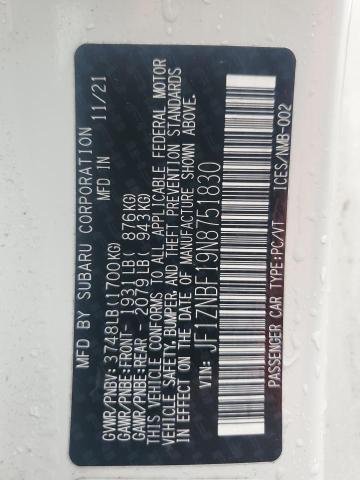 MFD BY SUBARU CORPORATION 11/21
MFD IN
GVWR/PNBV: 3748LB(1700KG)
GAWR/PNBE:FRONT- 1931LB( 876KG)
GAWR/PNBE:REAR - 2079LB( 943KG)
THIS VEHICLE CONFORMS TO ALL APPLICABLE FEDERAL MOTOR
VEHICLE SAFETY,BUMPER, AND THEFT PREVENTION STANDARDS
IN EFFECT ON THE DATE OF MANUFACTURE SHOWN ABOVE.
VIN: JF1ZNBF19N8751830
PASSENGER CAR TYPE:PC/VT ICES/NMB-002